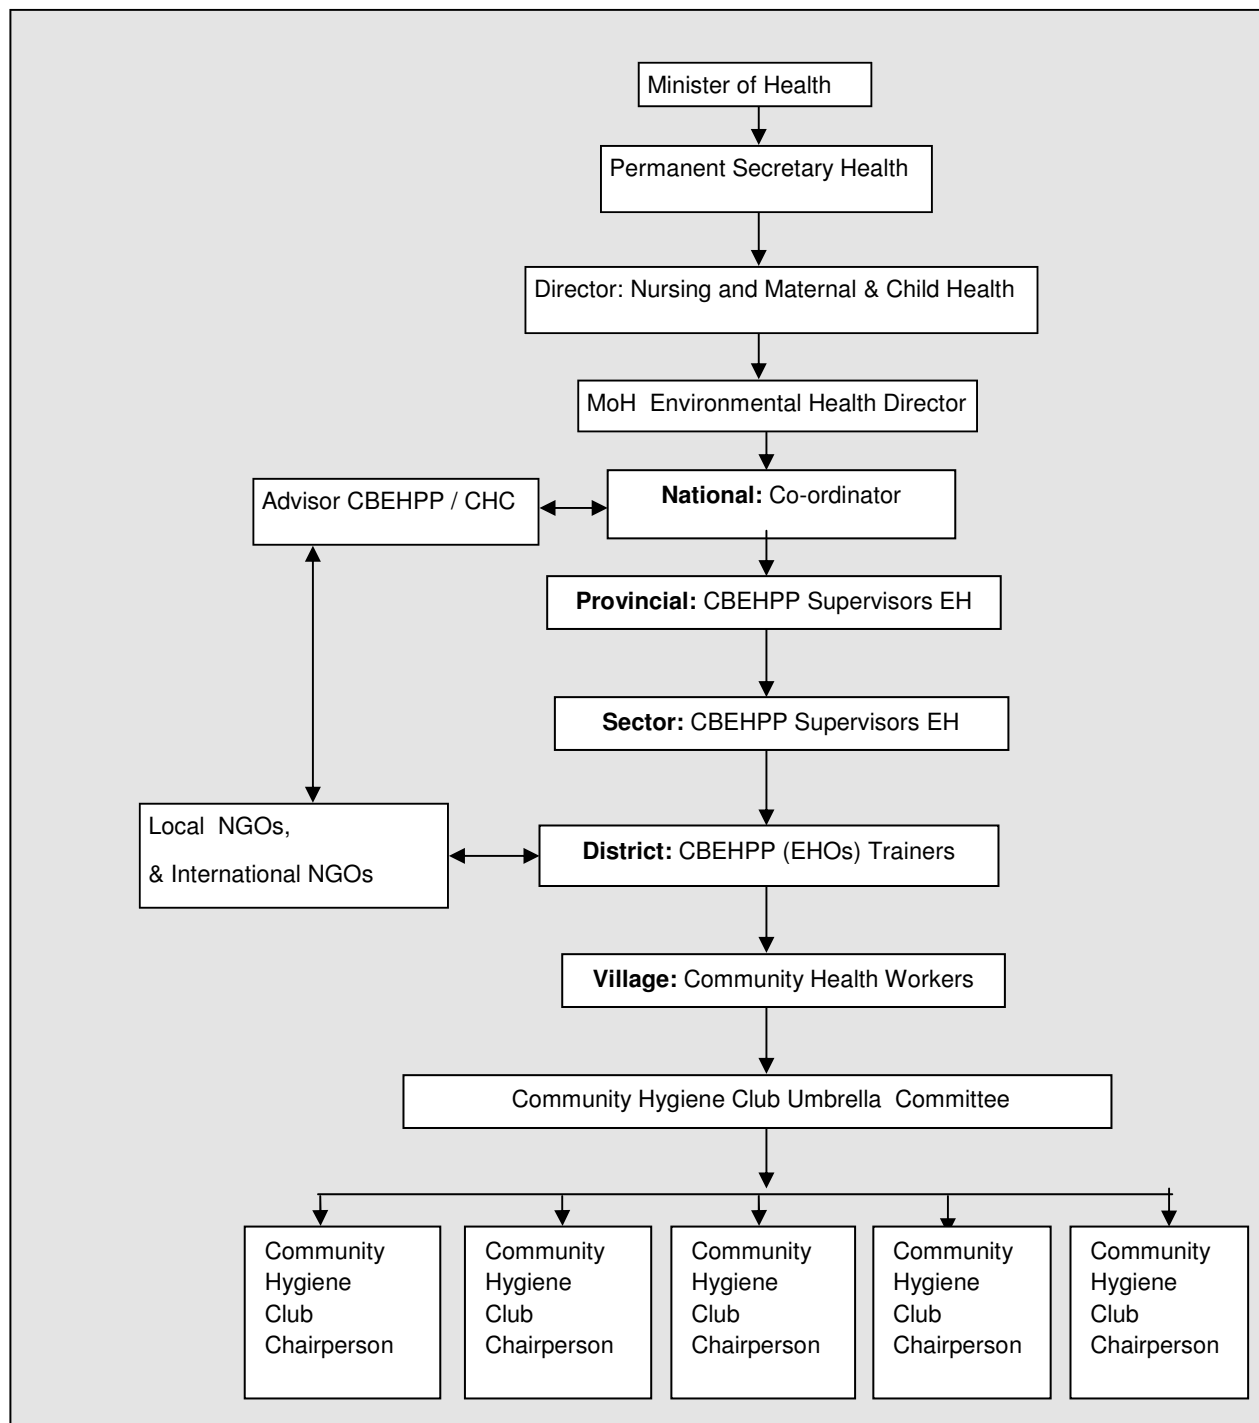 Minister of Health
Permanent Secretary Health
Director: Nursing and Maternal & Child Health
MoH Environmental Health Director
Advisor CBEHPP / CHC
National: Co-ordinator
Provincial: CBEHPP Supervisors EH
Sector: CBEHPP Supervisors EH
Local NGOs,
& International NGOs
District: CBEHPP (EHOs) Trainers
Village: Community Health Workers
Community Hygiene Club Umbrella Committee
Community
Hygiene
Club
Chairperson
Community
Hygiene
Club
Chairperson
Community
Hygiene
Club
Chairperson
Community
Hygiene
Club
Chairperson
Community
Hygiene
Club
Chairperson